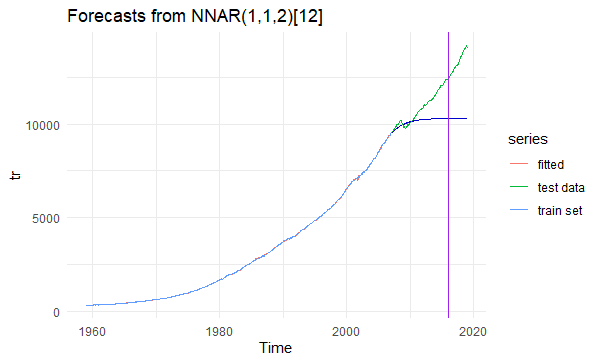 Forecasts from NNAR(1,1,2)[12]
10000
5000
0
tr
1960
1980
2000
2020
Time
series
fitted
test data
train set